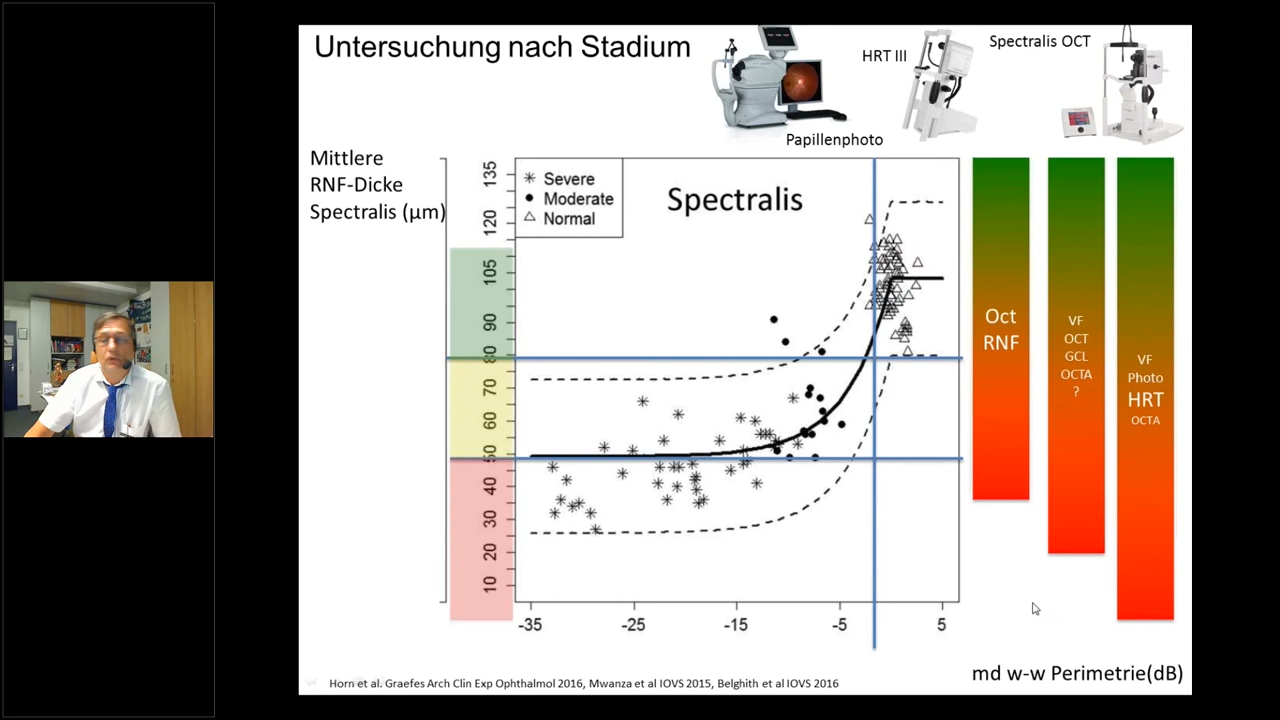 Untersuchung nach Stadium
HRT III
Spectralis OCT
Papillenphoto
Mittlere
RNF-Dicke
Spectralis (µm)
Severe
Moderate
Normal
Spectralis
135
120
105
90
80
70
60
50
40
30
20
10
-35
-25
-15
-5
5
Oct
RNF
VF
OCT
GCL
OCTA
?
VF
Photo
HRT
OCTA
md w-w Perimetrie(dB)
Horn et al. Graefes Arch Clin Exp Ophthalmol 2016, Mwanza et al IOVS 2015, Belghith et al IOVS 2016